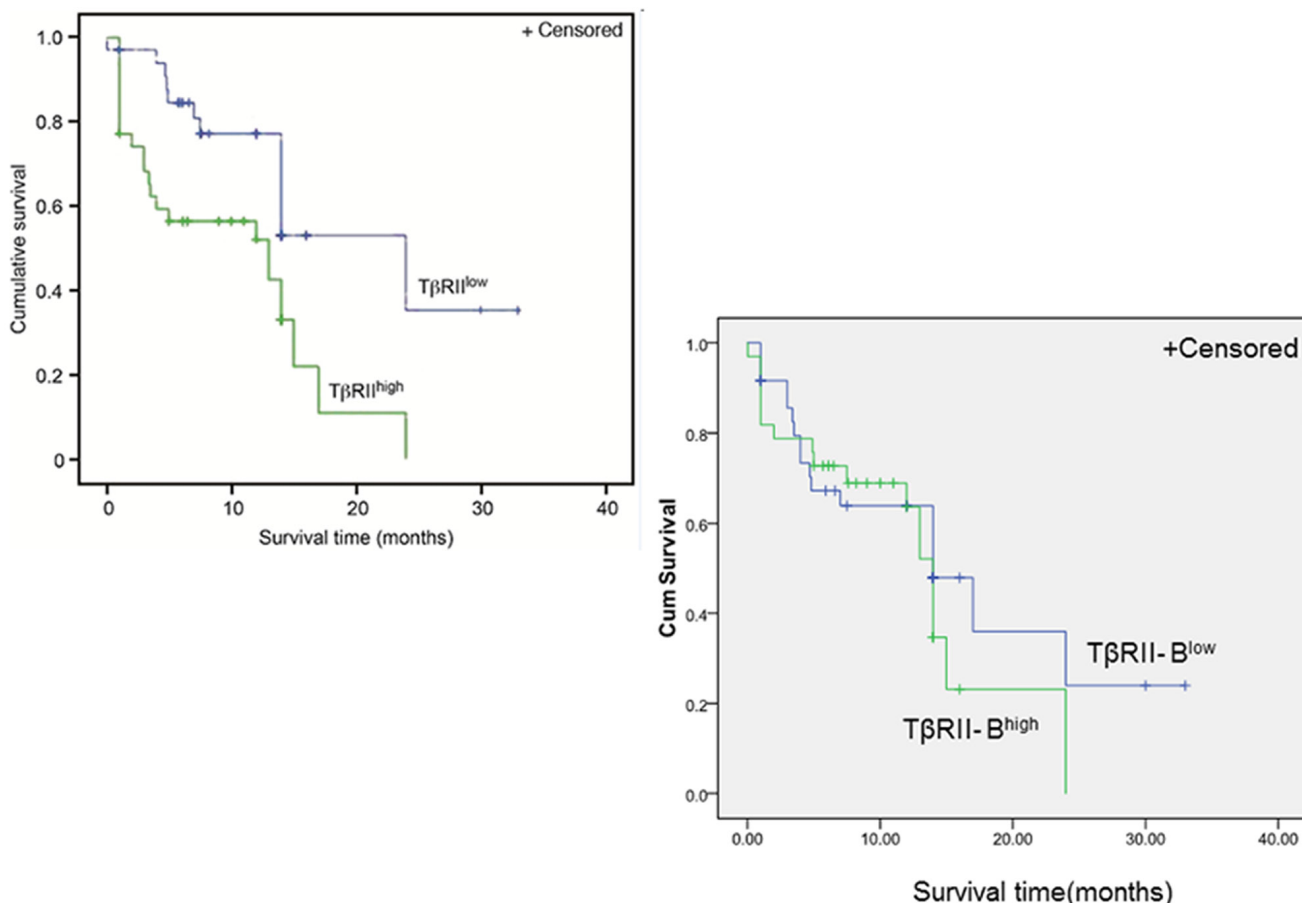 + Censored
1.0
0.8
0.6
0.4
0.2
0
Cumulative survival
TβRII^low
TβRII^high
0 10 20 30 40
Survival time (months)
+Censored
1.0
0.8
0.6
0.4
0.2
0.0
Cum Survival
TβRII- B^low
TβRII- B^high
0.00 10.00 20.00 30.00 40.00
Survival time(months)